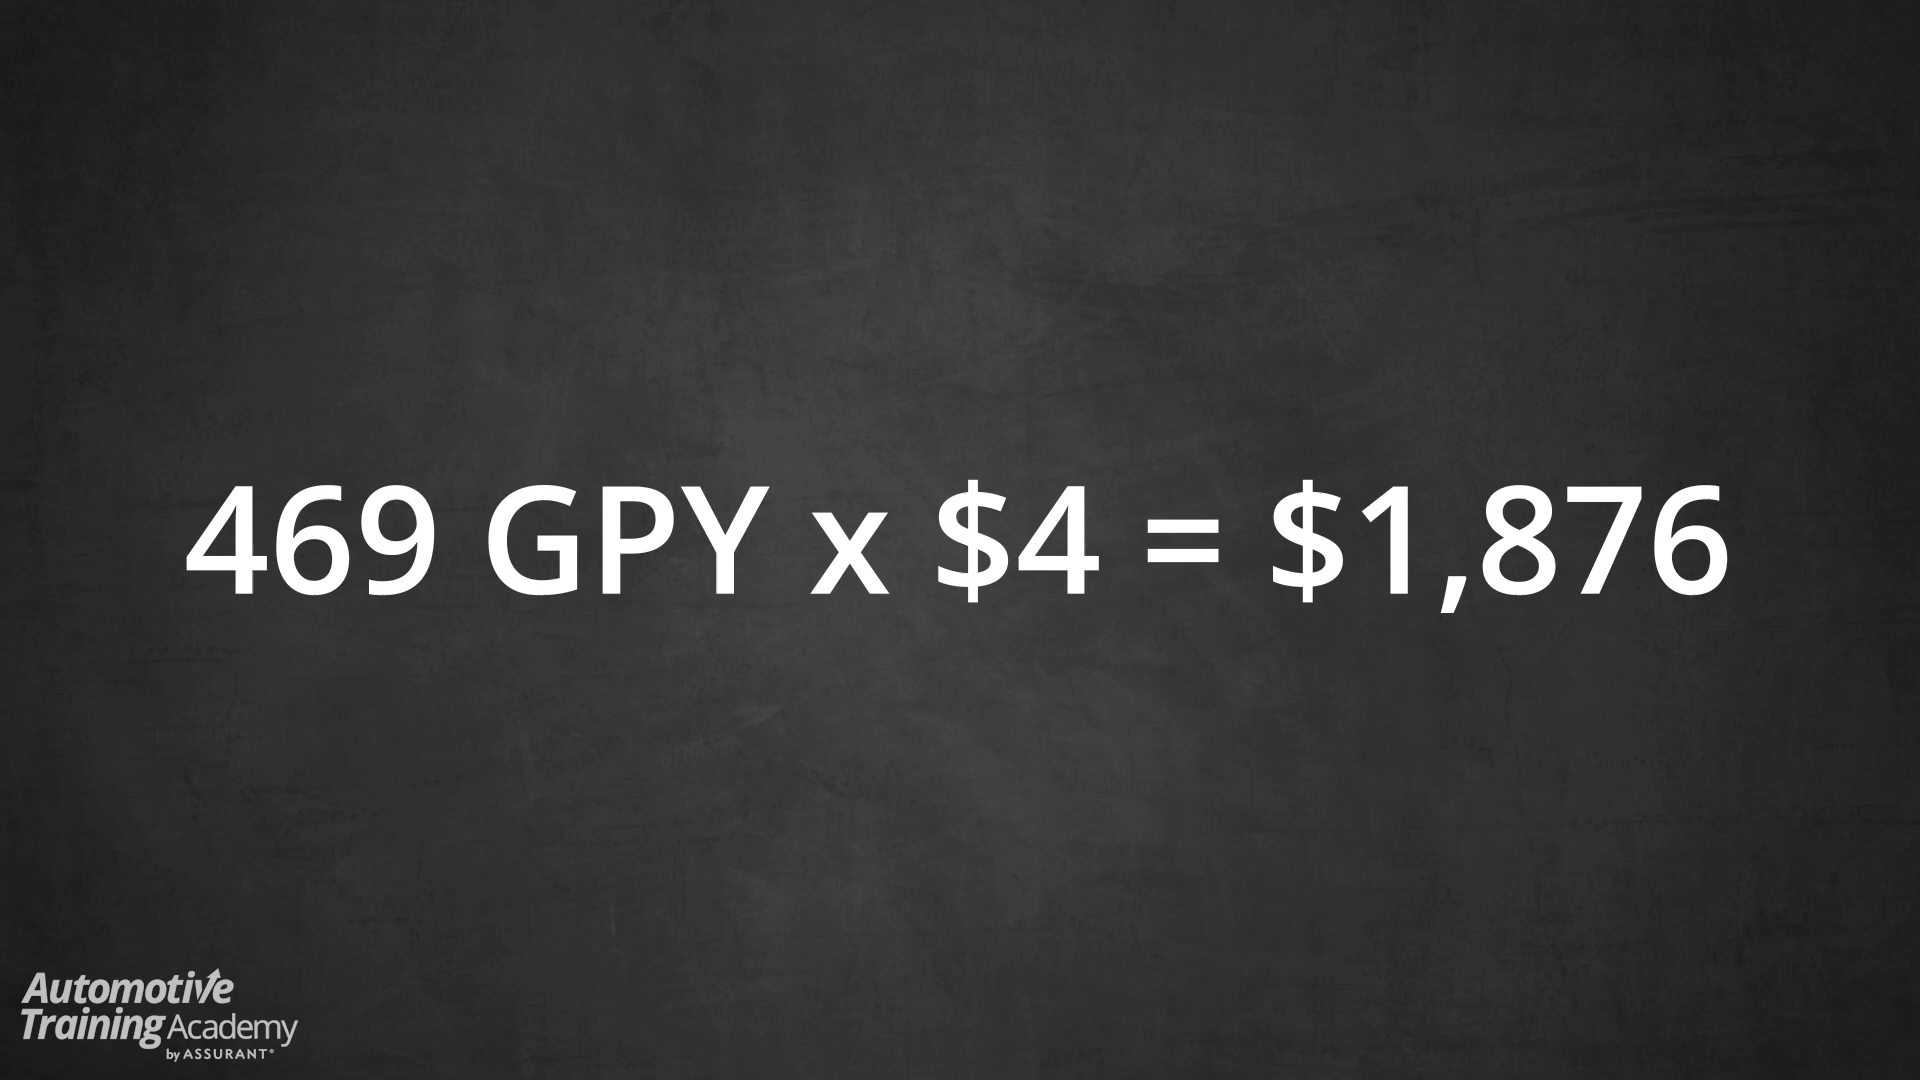 469 GPY x $4 = $1,876
Automotive
Training Academy
by ASSURANT®